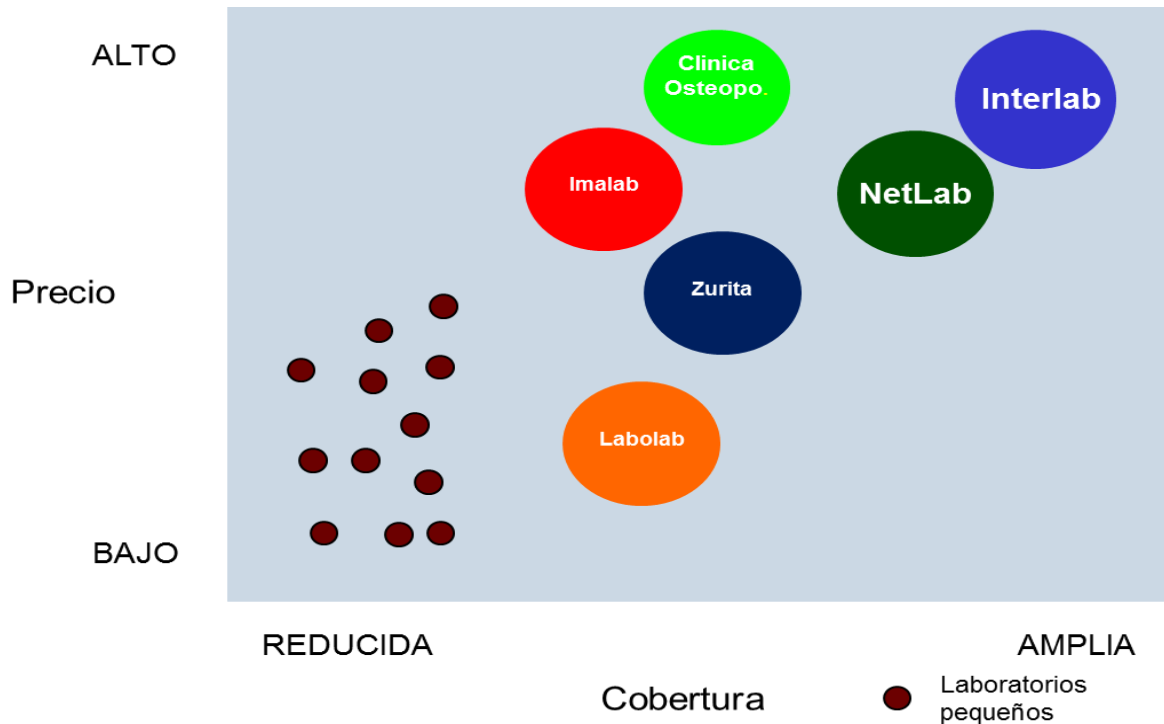 ALTO
Clinica
Osteopo.
Interlab
Imalab
NetLab
Precio
Zurita
Labolab
BAJO
REDUCIDA
AMPLIA
Cobertura
Laboratorios
pequeños